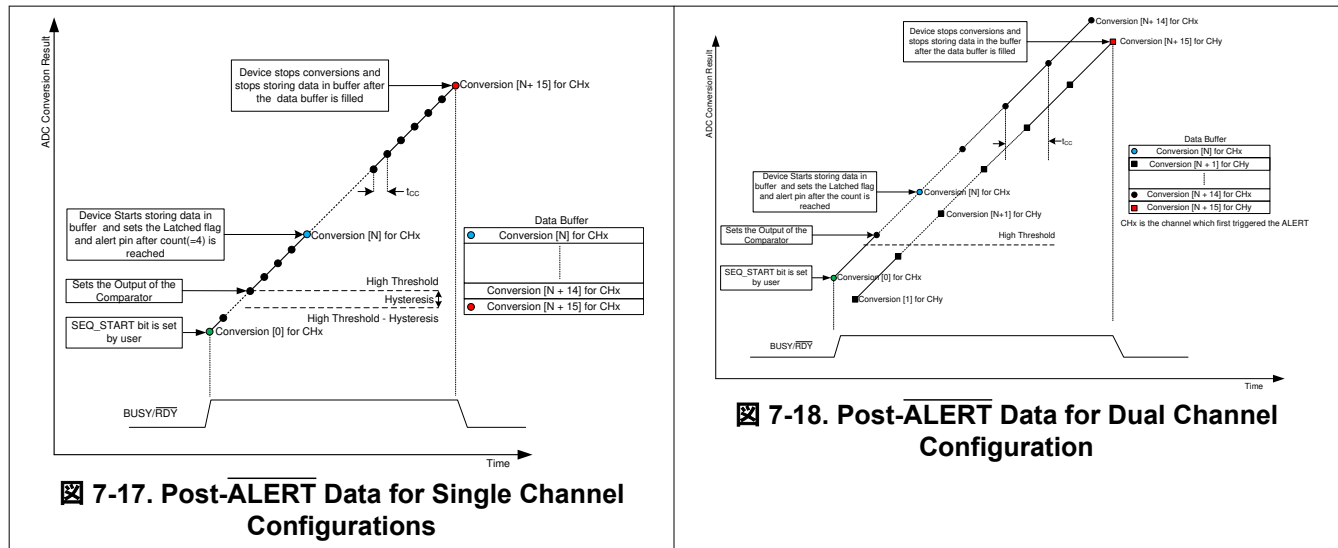 ADC Conversion Result
Device stops conversions and
stops storing data in buffer after
the data buffer is filled
Conversion [N+ 15] for CHx
tCC
Device Starts storing data in
buffer and sets the Latched flag
and alert pin after count(=4) is
reached
Conversion [N] for CHx
Data Buffer
Conversion [N] for CHx
Conversion [N + 14] for CHx
Conversion [N + 15] for CHx
Sets the Output of the
Comparator
High Threshold
Hysteresis
High Threshold - Hysteresis
SEQ_START bit is set
by user
Conversion [0] for CHx
BUSY/RDY
Time
図 7-17. Post-ALERT Data for Single Channel
Configurations
ADC Conversion Result
Conversion [N+ 14] for CHx
Device stops conversions and
stops storing data in the buffer
after the data buffer is filled
Conversion [N+ 15] for CHy
tCC
Data Buffer
Conversion [N] for CHx
Conversion [N + 1] for CHy
Conversion [N + 14] for CHx
Conversion [N + 15] for CHy
CHx is the channel which first triggered the ALERT
Device Starts storing data in
buffer and sets the Latched flag
and alert pin after the count is
reached
Conversion [N] for CHx
Conversion [N+1] for CHy
Sets the Output of the
Comparator
High Threshold
SEQ_START bit is set
by user
Conversion [0] for CHx
Conversion [1] for CHy
BUSY/RDY
Time
図 7-18. Post-ALERT Data for Dual Channel
Configuration